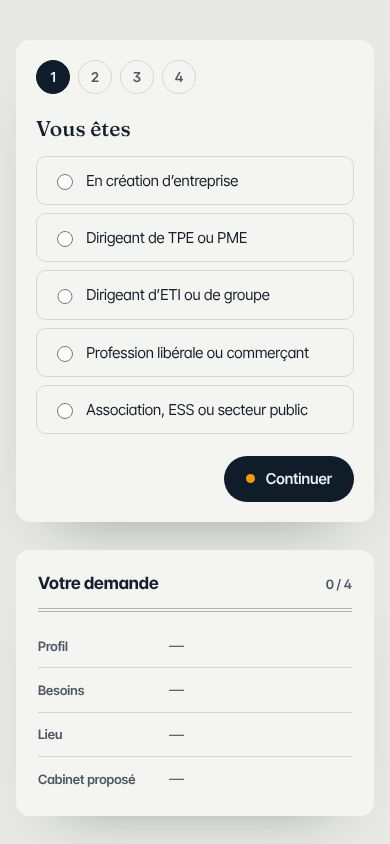 1 2 3 4
Vous êtes
En création d’entreprise
Dirigeant de TPE ou PME
Dirigeant d’ETI ou de groupe
Profession libérale ou commerçant
Association, ESS ou secteur public
Continuer
Votre demande 0 / 4
Profil —
Besoins —
Lieu —
Cabinet proposé —